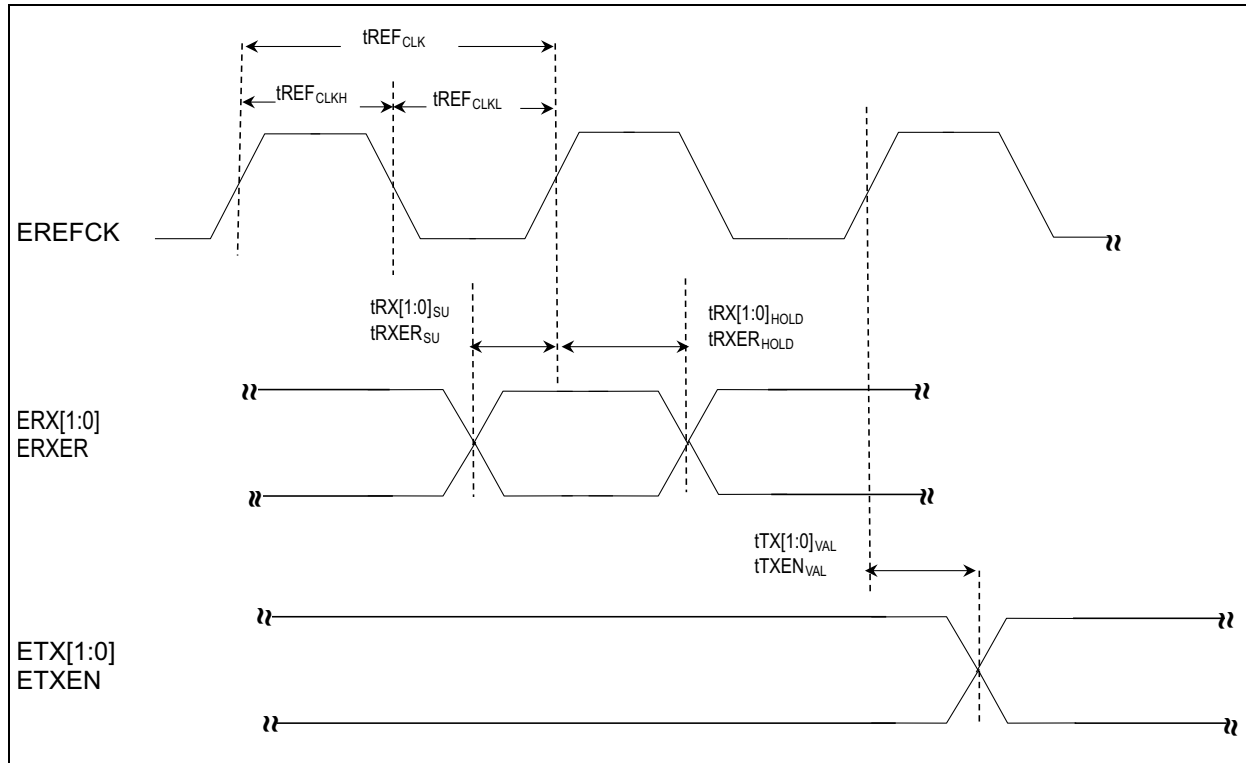 tREFCLK
tREFCLKH
tREFCLKL
EREFCK
tRX[1:0]SU
tRXERSU
tRX[1:0]HOLD
tRXERHOLD
ERX[1:0]
ERXER
tTX[1:0]VAL
tTXENVAL
ETX[1:0]
ETXEN